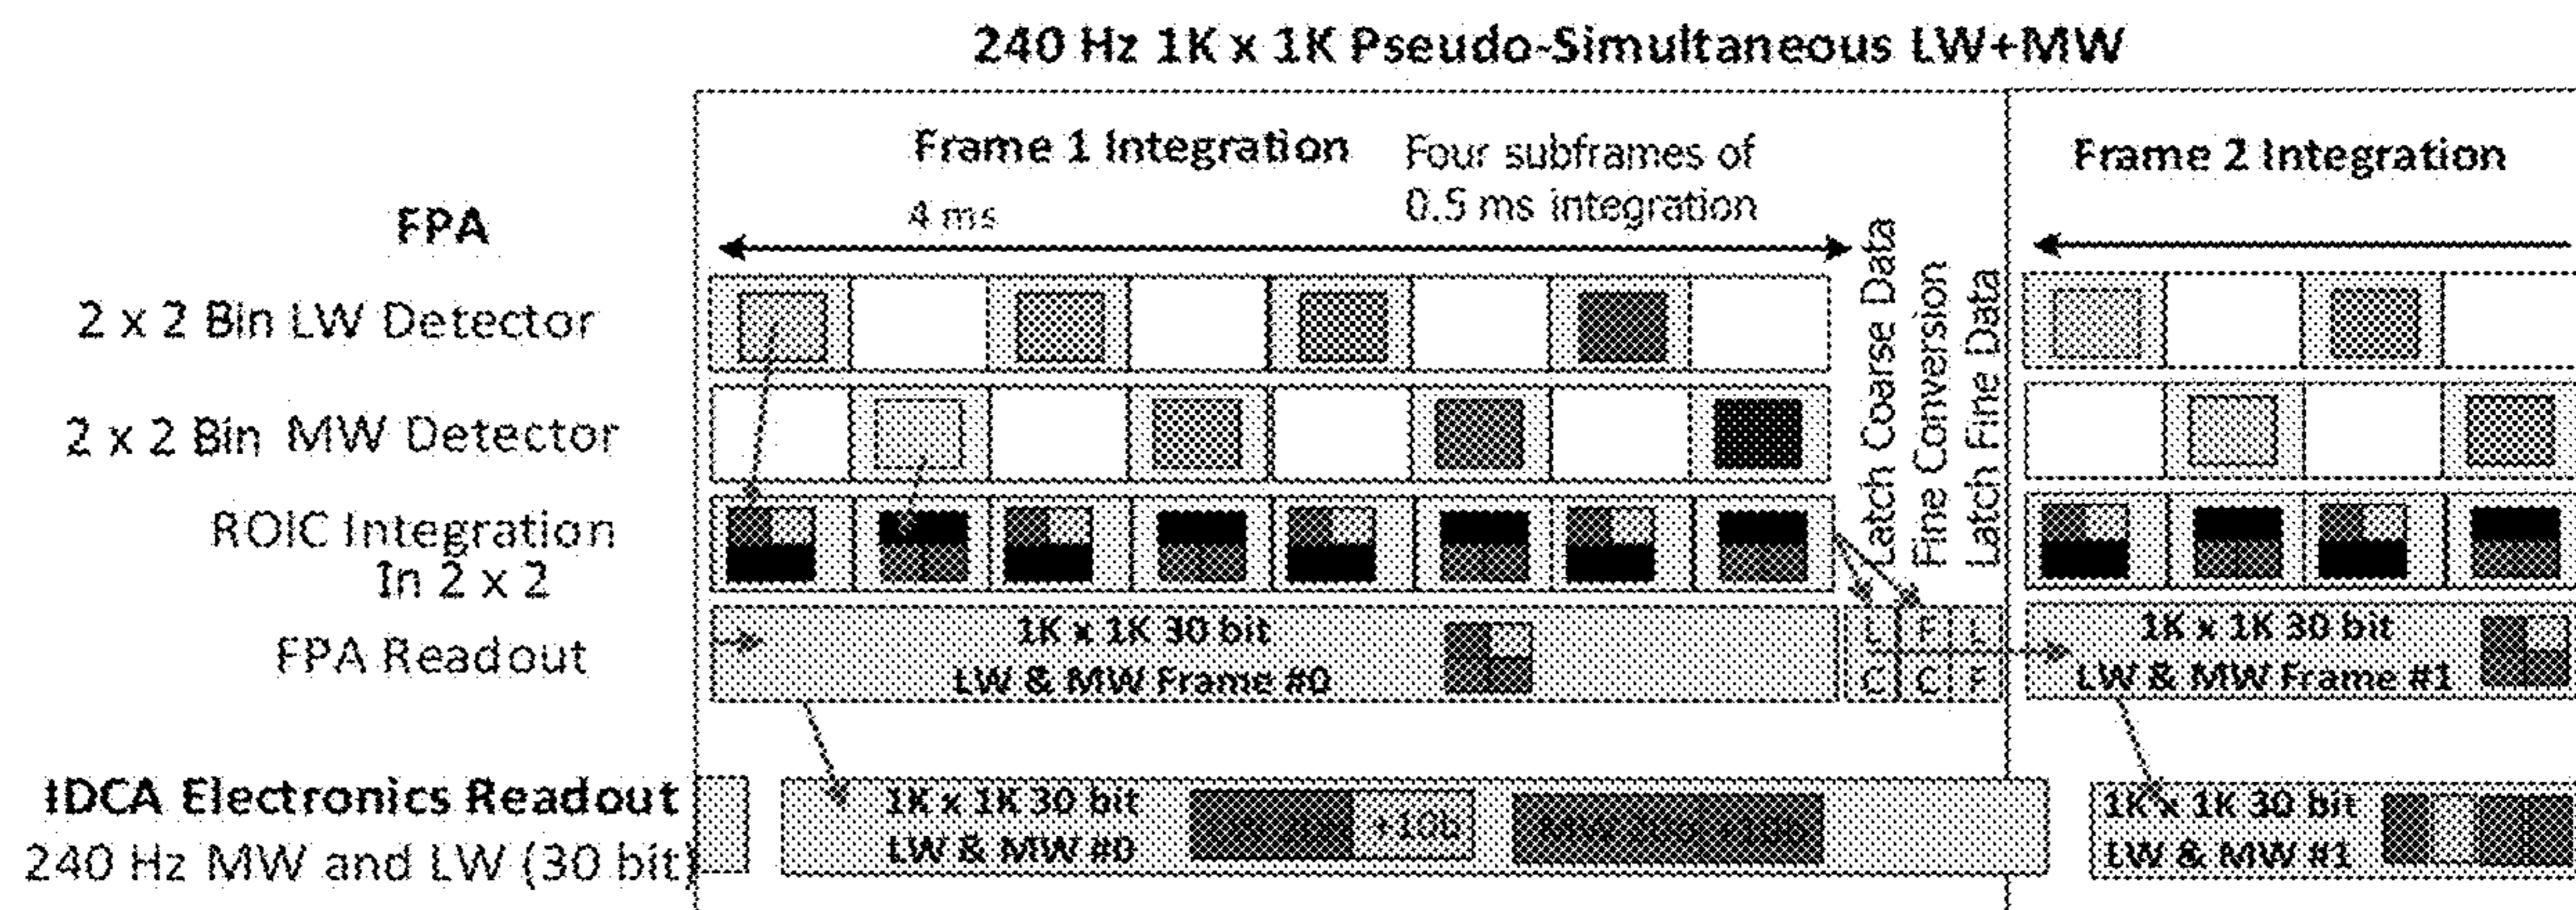 240 Hz 1K x 1K Pseudo-Simultaneous LW+MW
Frame 1 Integration
Four subframes of
0.5 ms integration
4 ms
Frame 2 Integration
FPA
2 x 2 Bin LW Detector
2 x 2 Bin MW Detector
ROIC Integration
In 2 x 2
FPA Readout
Latch Coarse Data
Fine Conversion
Latch Fine Data
1K x 1K 30 bit
LW & MW Frame #0
L F L
C C F
1K x 1K 30 bit
LW & MW Frame #1
IDCA Electronics Readout
240 Hz MW and LW (30 bit)
1K x 1K 30 bit
LW & MW #0
+10b
1K x 1K 30 bit
LW & MW #1